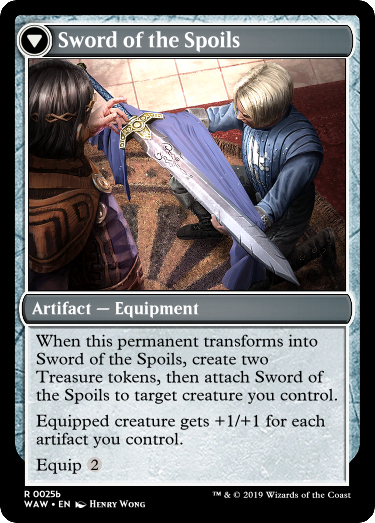 Sword of the Spoils
Artifact — Equipment
When this permanent transforms into
Sword of the Spoils, create two
Treasure tokens, then attach Sword of
the Spoils to target creature you control.
Equipped creature gets +1/+1 for each
artifact you control.
Equip 2
R 0025b
WAW • EN Henry Wong
™ & © 2019 Wizards of the Coast